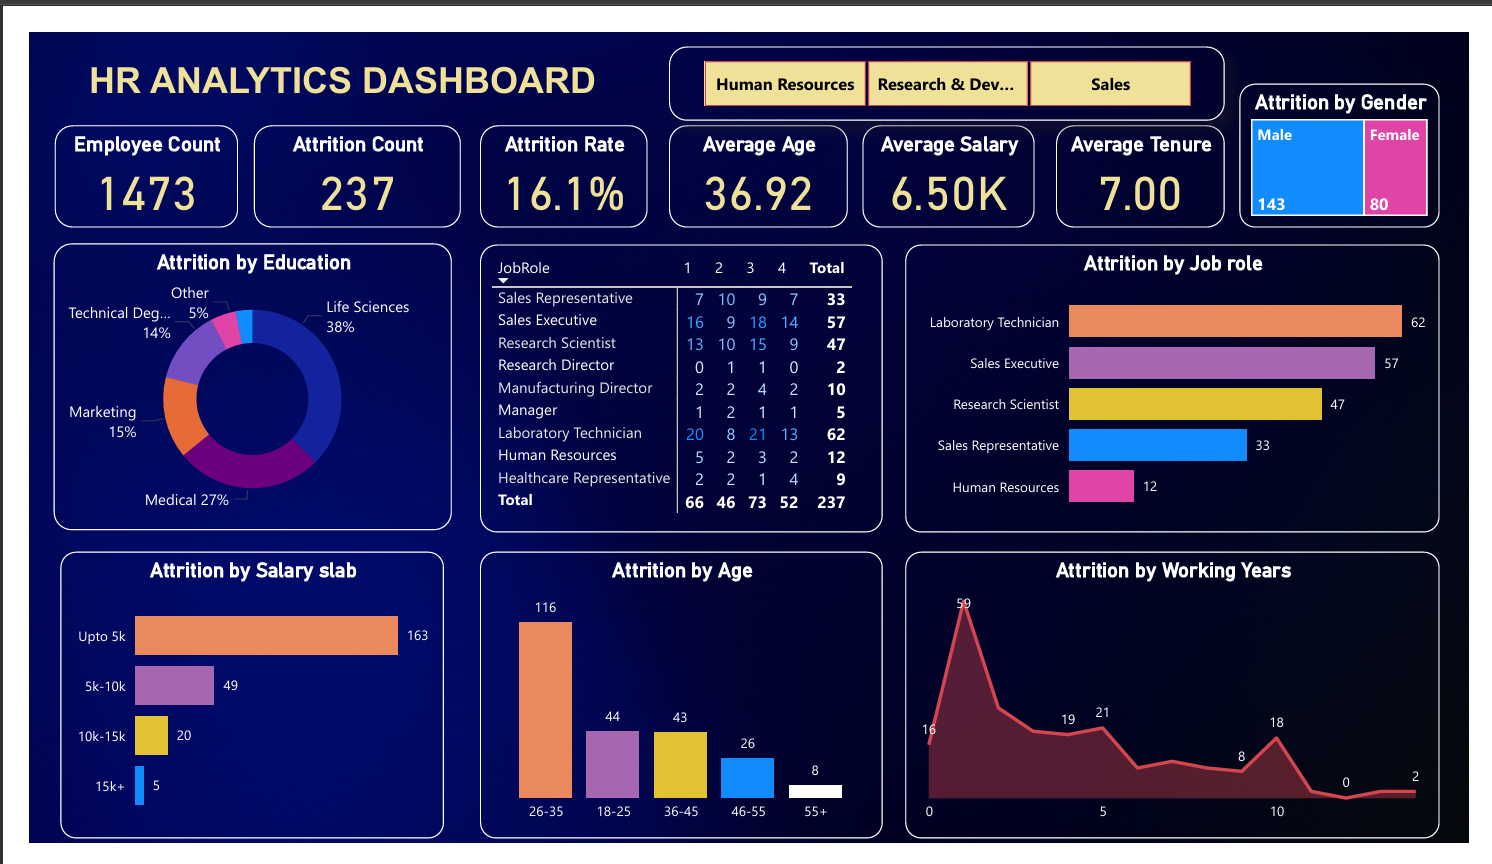 HR ANALYTICS DASHBOARD
Human Resources
Research & Dev...
Sales
Employee Count
1473
Attrition Count
237
Attrition Rate
16.1%
Average Age
36.92
Average Salary
6.50K
Average Tenure
7.00
Attrition by Gender
Male
Female
143
80
Attrition by Education
Other
5%
Life Sciences
38%
Technical Deg...
14%
Marketing
15%
Medical 27%
JobRole 1 2 3 4 Total
Sales Representative 7 10 9 7 33
Sales Executive 16 9 18 14 57
Research Scientist 13 10 15 9 47
Research Director 0 1 1 0 2
Manufacturing Director 2 2 4 2 10
Manager 1 2 1 1 5
Laboratory Technician 20 8 21 13 62
Human Resources 5 2 3 2 12
Healthcare Representative 2 2 1 4 9
Total 66 46 73 52 237
Attrition by Job role
Laboratory Technician 62
Sales Executive 57
Research Scientist 47
Sales Representative 33
Human Resources 12
Attrition by Salary slab
Upto 5k 163
5k-10k 49
10k-15k 20
15k+ 5
Attrition by Age
116
44
43
26
8
26-35 18-25 36-45 46-55 55+
Attrition by Working Years
59
16
19
21
8
18
0
2
0 5 10